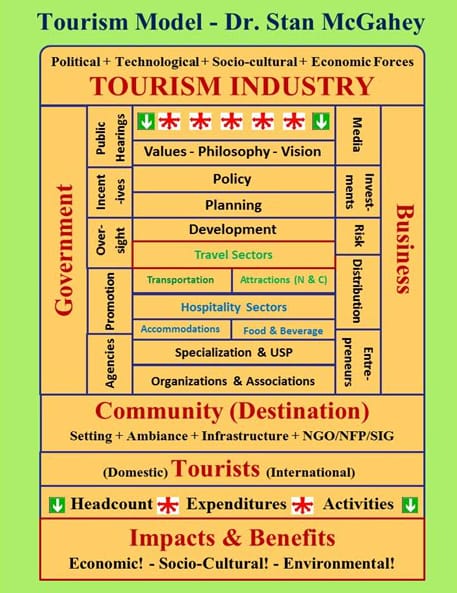 Tourism Model - Dr. Stan McGahey
Political + Technological + Socio-cultural + Economic Forces
TOURISM INDUSTRY
Government
Public
Hearings
Incent
-ives
Over-
sight
Promotion
Agencies
Values - Philosophy - Vision
Policy
Planning
Development
Travel Sectors
Transportation
Attractions (N & C)
Hospitality Sectors
Accommodations
Food & Beverage
Specialization & USP
Organizations & Associations
Media
Invest-
ments
Risk
Distribution
Entre-
preneurs
Business
Community (Destination)
Setting + Ambiance + Infrastructure + NGO/NFP/SIG
(Domestic) Tourists (International)
Headcount Expenditures Activities
Impacts & Benefits
Economic! - Socio-Cultural! - Environmental!